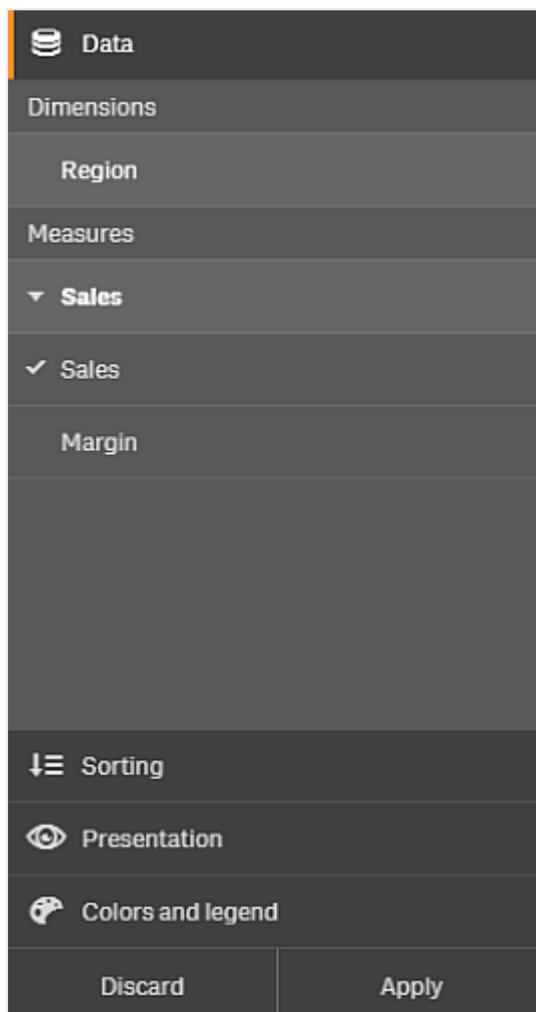 Data
Dimensions
Region
Measures
Sales
Sales
Margin
Sorting
Presentation
Colors and legend
Discard Apply